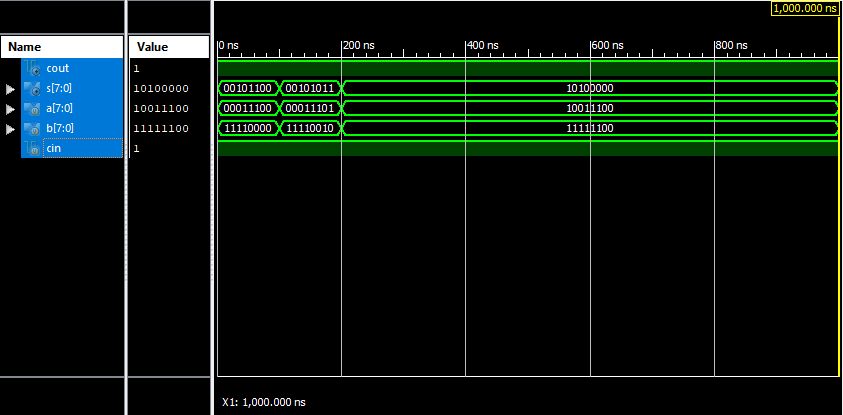 1,000.000 ns
Name Value 0 ns 200 ns 400 ns 600 ns 800 ns
cout 1
s[7:0] 10100000 00101100 00101011 10100000
a[7:0] 10011100 00011100 00011101 10011100
b[7:0] 11111100 11110000 11110010 11111100
cin 1
X1: 1,000.000 ns